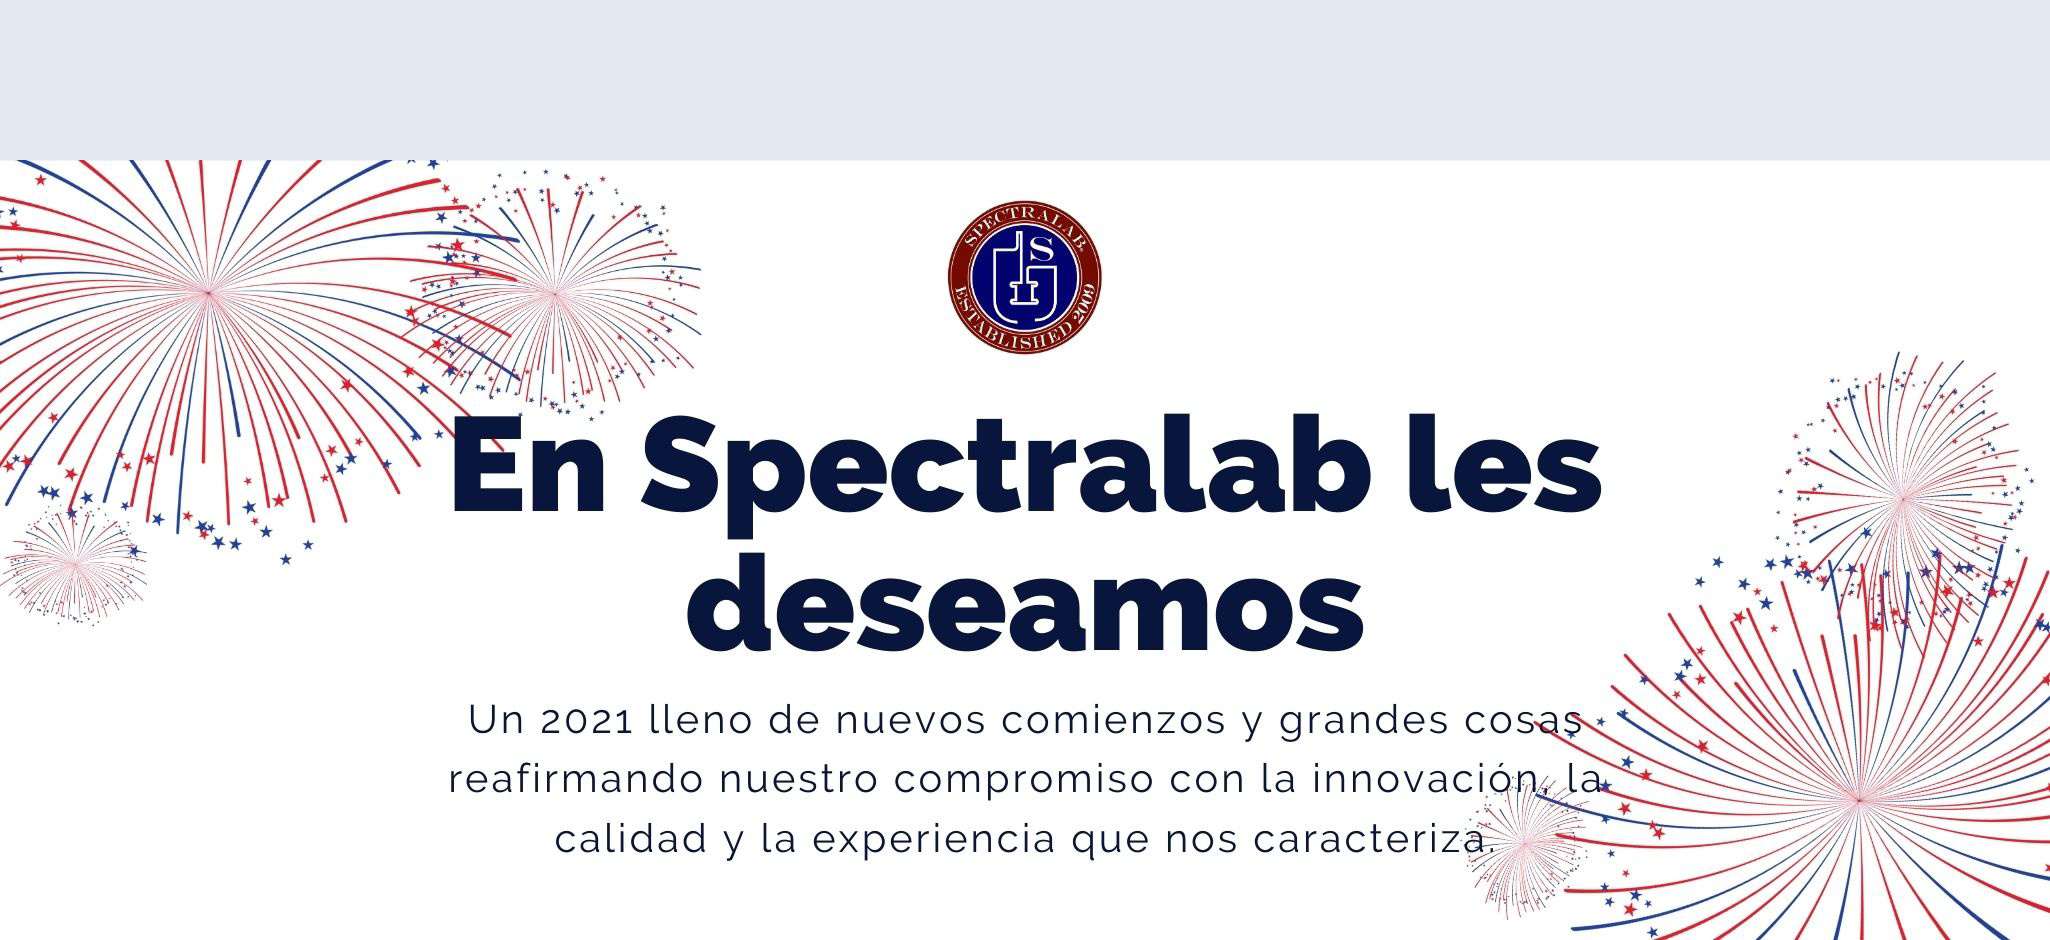 SPECTRALAB
S
ESTABLISHED 2009
En Spectralab les
deseamos
Un 2021 lleno de nuevos comienzos y grandes cosas
reafirmando nuestro compromiso con la innovación, la
calidad y la experiencia que nos caracteriza.